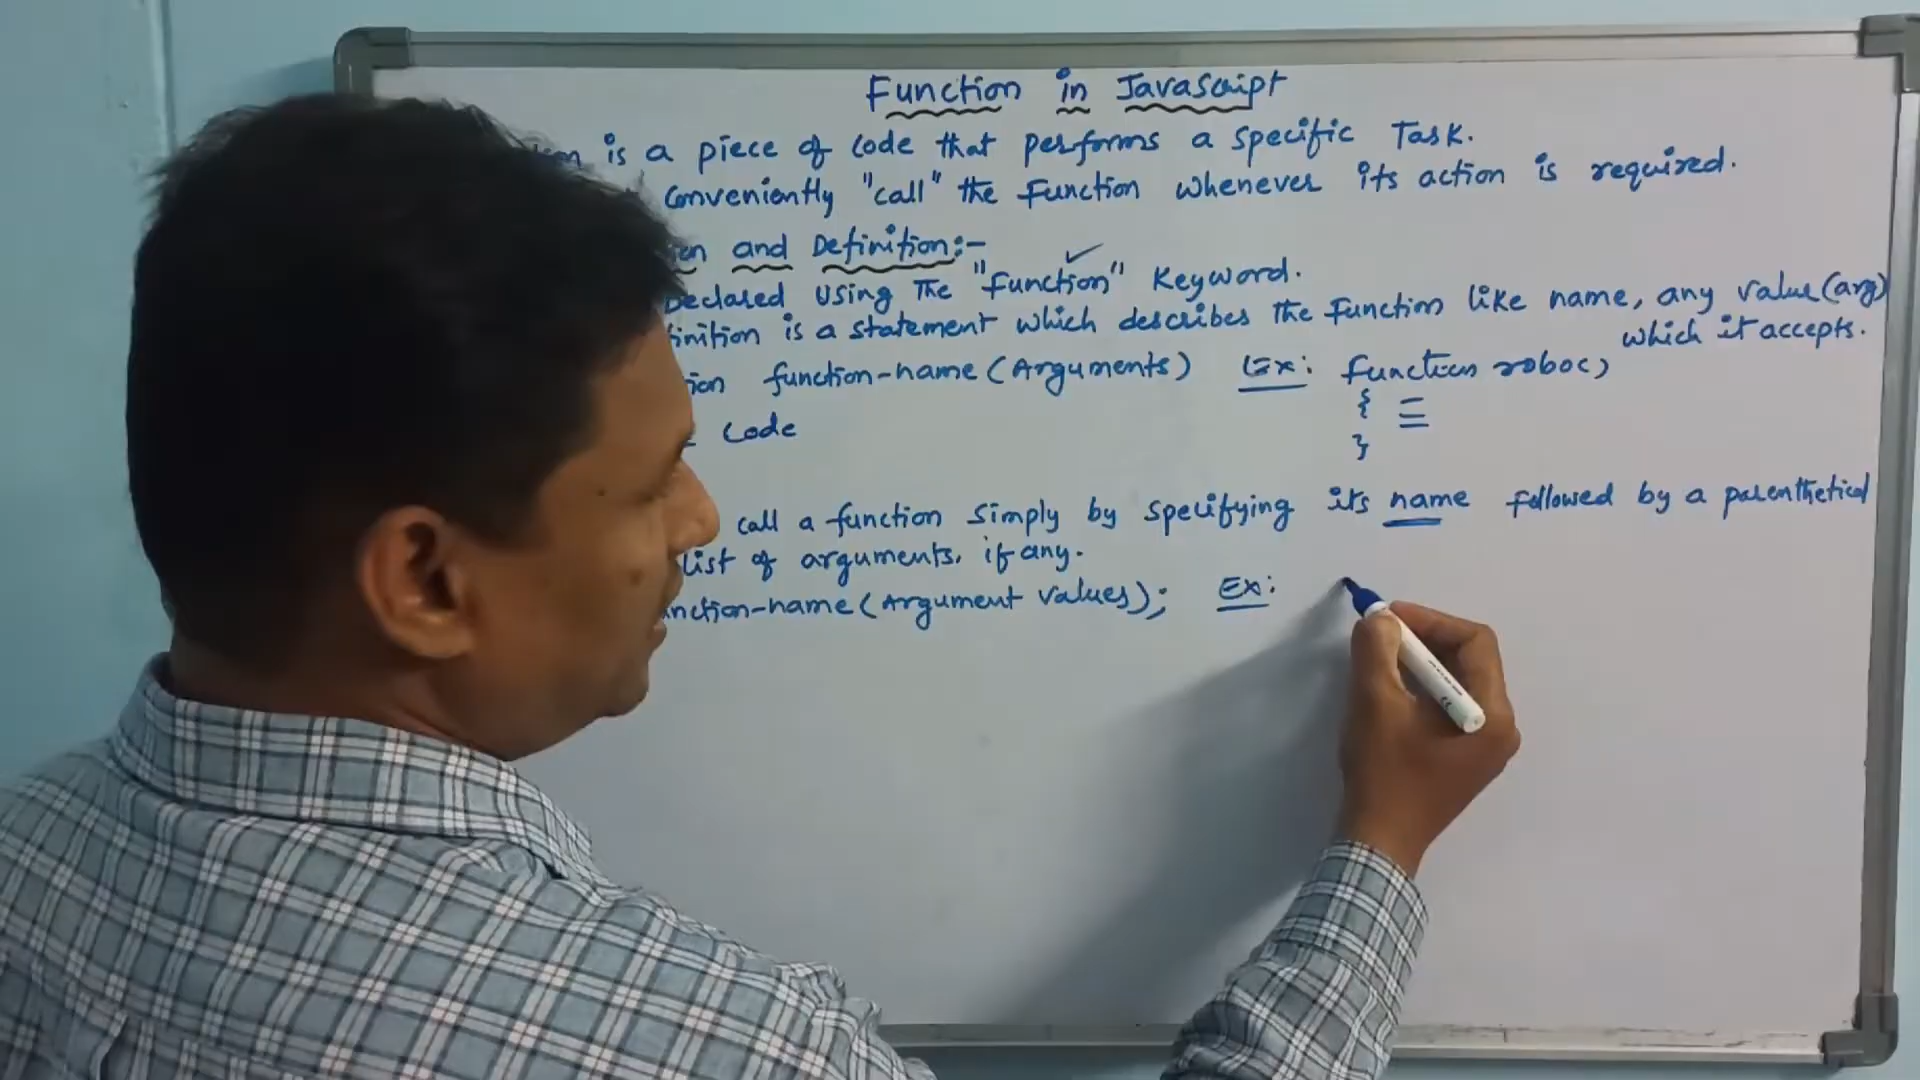 Function in JavaScript
is a piece of code that performs a specific Task.
conveniently "call" the function whenever its action is required.
and Definition:-
Declared using the "function" keyword.
is a statement which describes the function like name, any value(arg)
which it accepts.
function-name(Arguments) Ex: function robo()
{
code
}
call a function simply by specifying its name followed by a parenthetical
list of arguments, if any.
nction-name(Argument values); Ex: